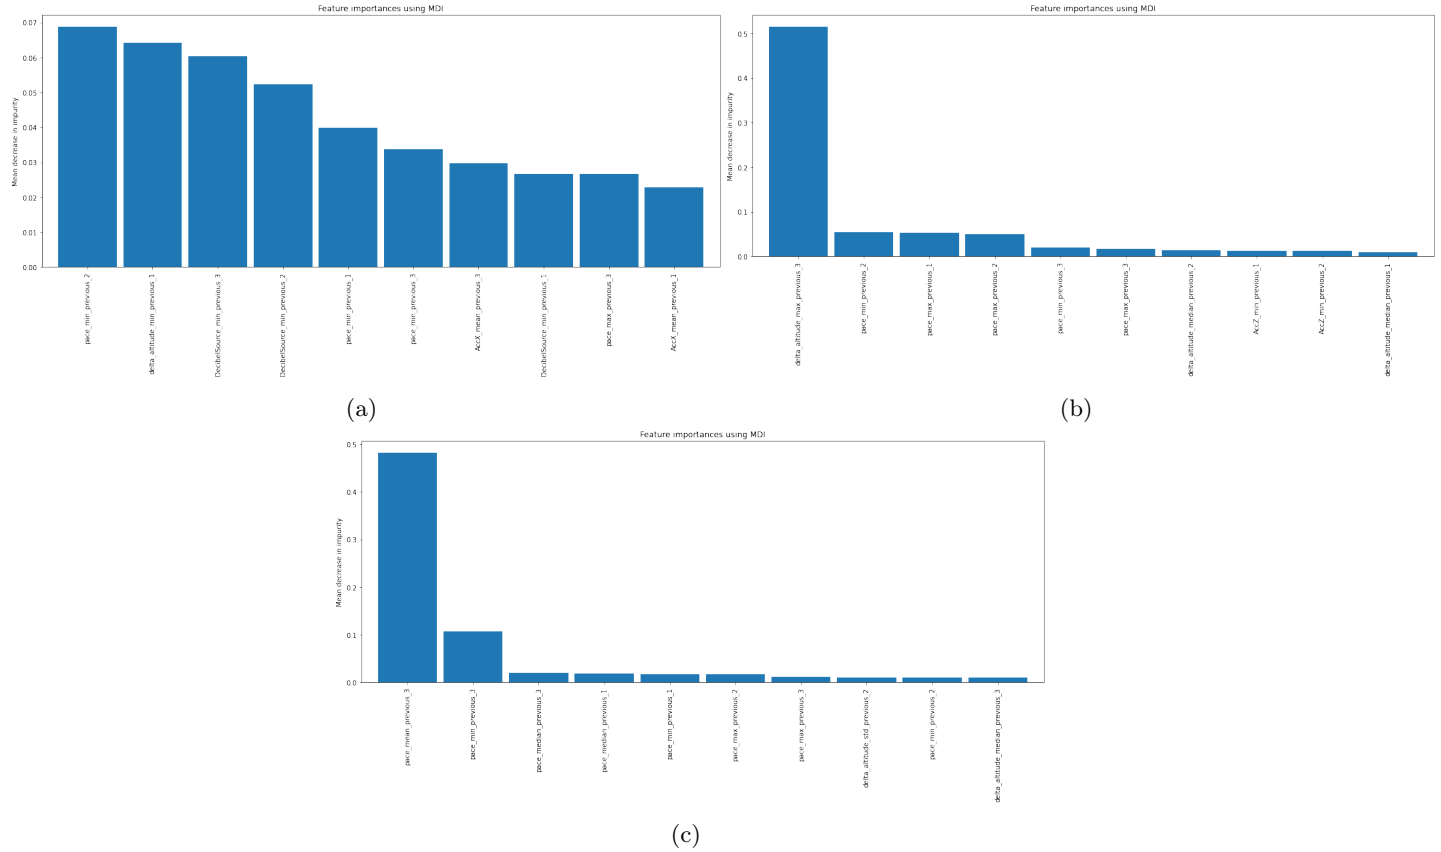 Feature importances using MDI
Mean decrease in impurity
0.07
0.06
0.05
0.04
0.03
0.02
0.01
0.00
pace_min_previous_2
delta_altitude_min_previous_1
DecibelSource_min_previous_3
DecibelSource_min_previous_2
pace_min_previous_1
pace_min_previous_3
AccX_mean_previous_3
DecibelSource_min_previous_1
pace_max_previous_3
AccX_mean_previous_1
(a)
Feature importances using MDI
Mean decrease in impurity
0.5
0.4
0.3
0.2
0.1
0.0
delta_altitude_max_previous_3
pace_min_previous_2
pace_max_previous_1
pace_max_previous_2
pace_min_previous_3
pace_max_previous_3
delta_altitude_median_previous_2
AccZ_min_previous_1
AccZ_min_previous_2
delta_altitude_median_previous_1
(b)
Feature importances using MDI
Mean decrease in impurity
0.5
0.4
0.3
0.2
0.1
0.0
pace_mean_previous_3
pace_min_previous_3
pace_median_previous_3
pace_median_previous_1
pace_min_previous_1
pace_max_previous_2
pace_max_previous_3
delta_altitude_std_previous_2
pace_min_previous_2
delta_altitude_median_previous_3
(c)